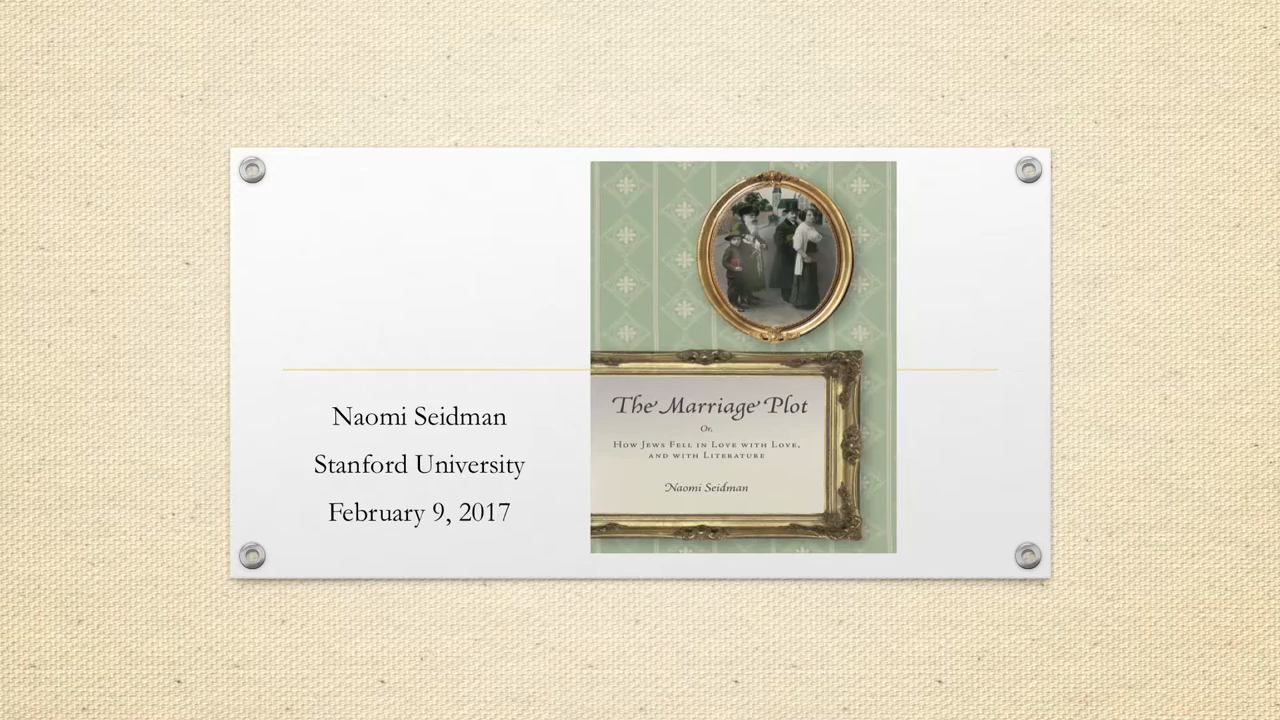 Naomi Seidman
Stanford University
February 9, 2017
The Marriage Plot
Or,
How Jews Fell in Love with Love,
and with Literature
Naomi Seidman